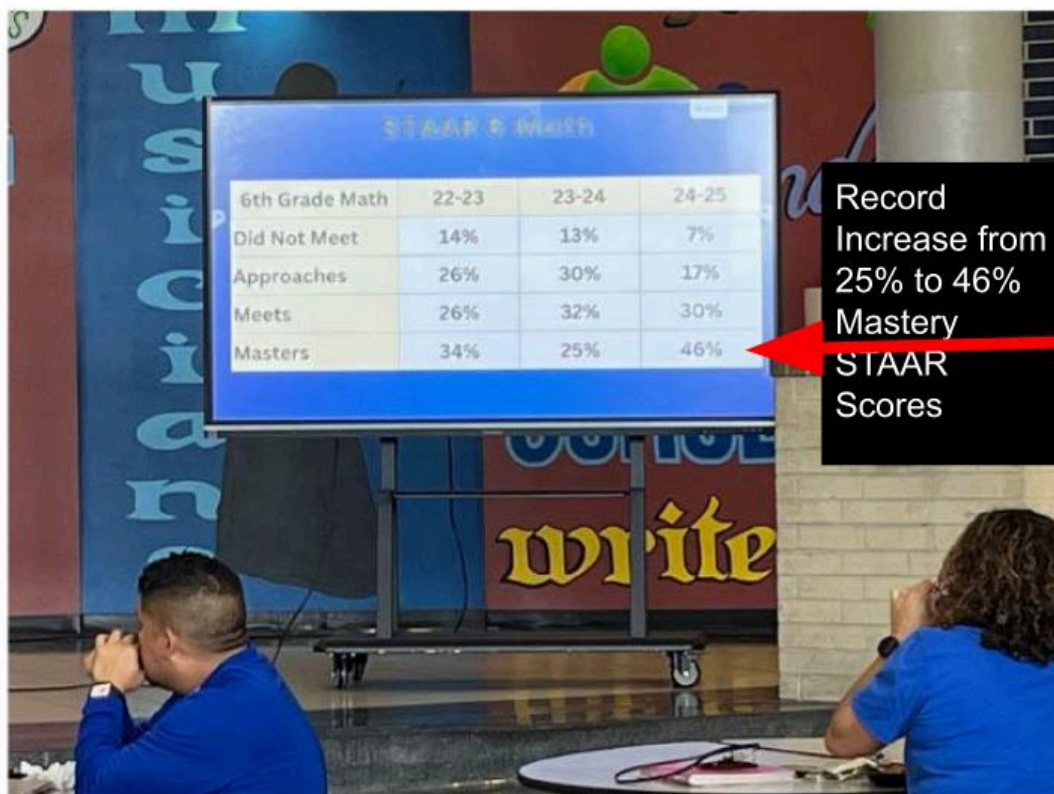 musicians
STAAR 6 Math
6th Grade Math 22-23 23-24 24-25
Did Not Meet 14% 13% 7%
Approaches 26% 30% 17%
Meets 26% 32% 30%
Masters 34% 25% 46%
Record
Increase from
25% to 46%
Mastery
STAAR
Scores
write